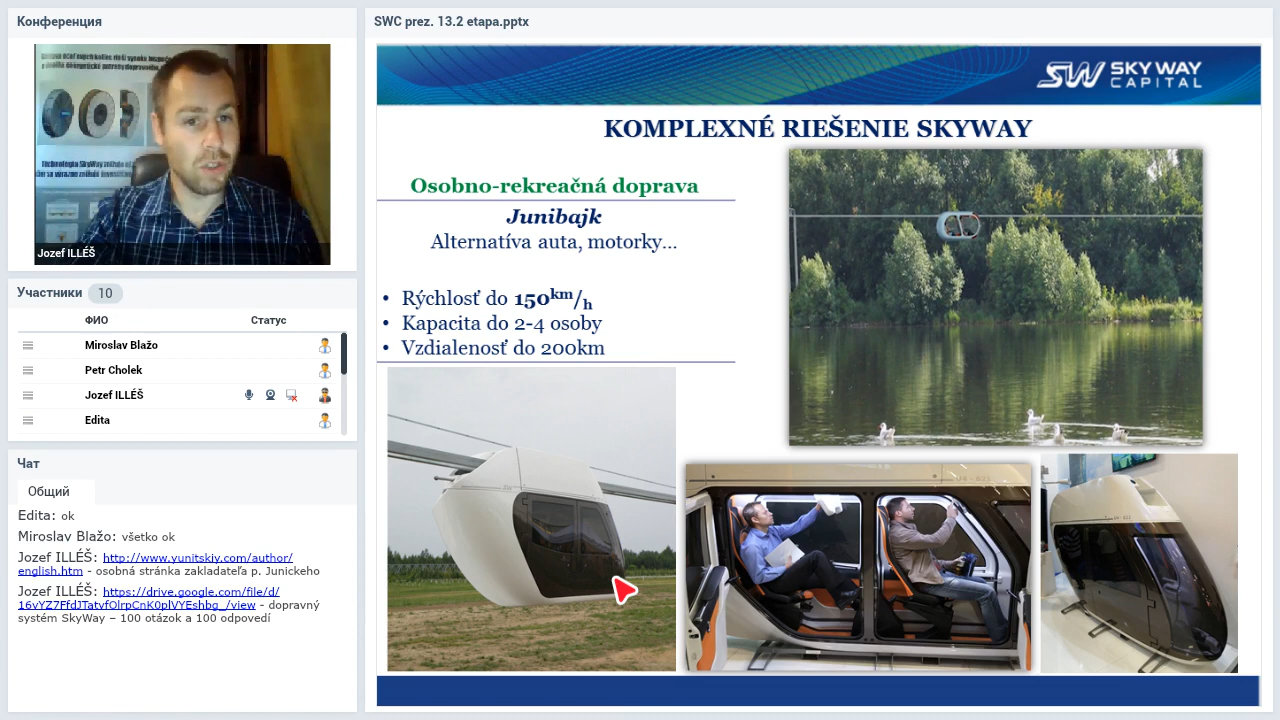 Конференция
Jozef ILLÉŠ
Участники 10
ФИО Статус
Miroslav Blažo
Petr Cholek
Jozef ILLÉŠ
Edita
Чат
Общий
Edita: ok
Miroslav Blažo: všetko ok
Jozef ILLÉŠ: http://www.yunitskiy.com/author/
english.htm - osobná stránka zakladateľa p. Junickeho
Jozef ILLÉŠ: https://drive.google.com/file/d/
16vYZ7FfdJTatvfOlrpCnK0plVYEshbg_/view - dopravný
systém SkyWay – 100 otázok a 100 odpovedí
SWC prez. 13.2 etapa.pptx
SW SKY WAY
CAPITAL
KOMPLEXNÉ RIEŠENIE SKYWAY
Osobno-rekreačná doprava
Junibajk
Alternatíva auta, motorky...
• Rýchlosť do 150km/h
• Kapacita do 2-4 osoby
• Vzdialenosť do 200km